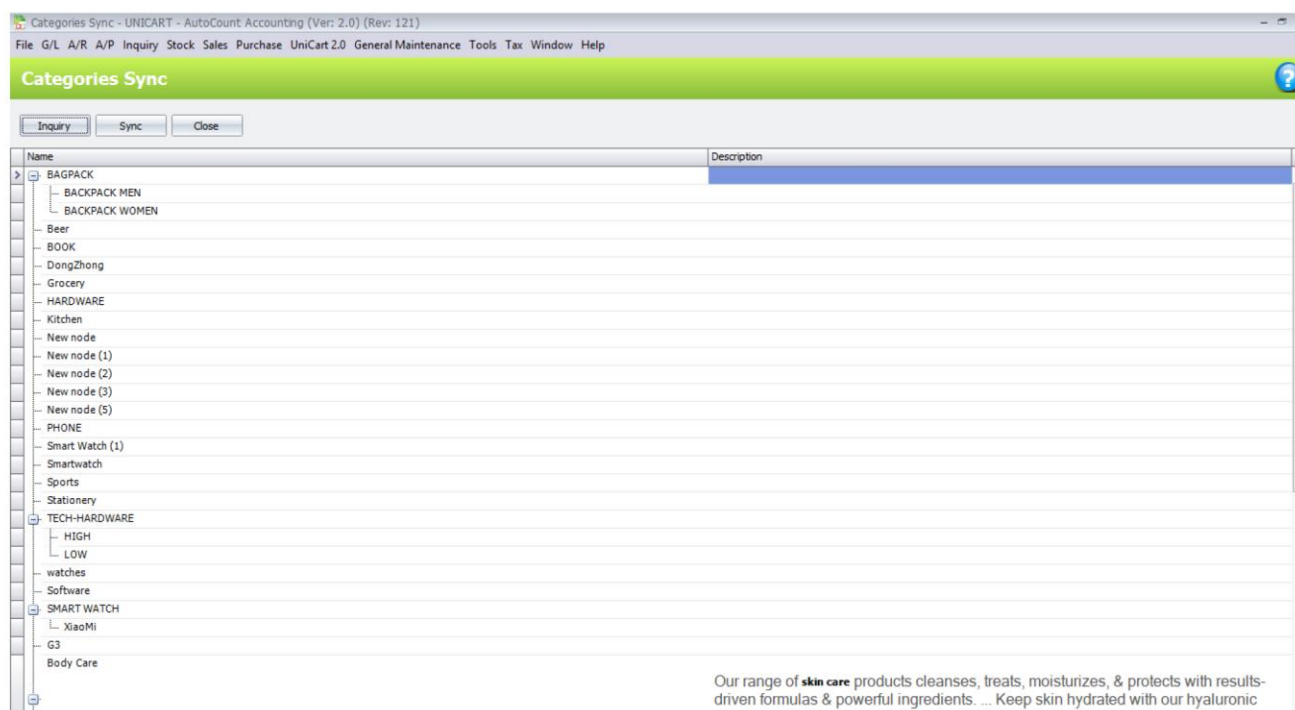 Categories Sync - UNICART - AutoCount Accounting (Ver: 2.0) (Rev: 121)
File G/L A/R A/P Inquiry Stock Sales Purchase UniCart 2.0 General Maintenance Tools Tax Window Help
Categories Sync
?
Inquiry Sync Close
Name Description
BAGPACK
BACKPACK MEN
BACKPACK WOMEN
Beer
BOOK
DongZhong
Grocery
HARDWARE
Kitchen
New node
New node (1)
New node (2)
New node (3)
New node (5)
PHONE
Smart Watch (1)
Smartwatch
Sports
Stationery
TECH-HARDWARE
HIGH
LOW
watches
Software
SMART WATCH
XiaoMi
G3
Body Care
Our range of skin care products cleanses, treats, moisturizes, & protects with results-
driven formulas & powerful ingredients. ... Keep skin hydrated with our hyaluronic